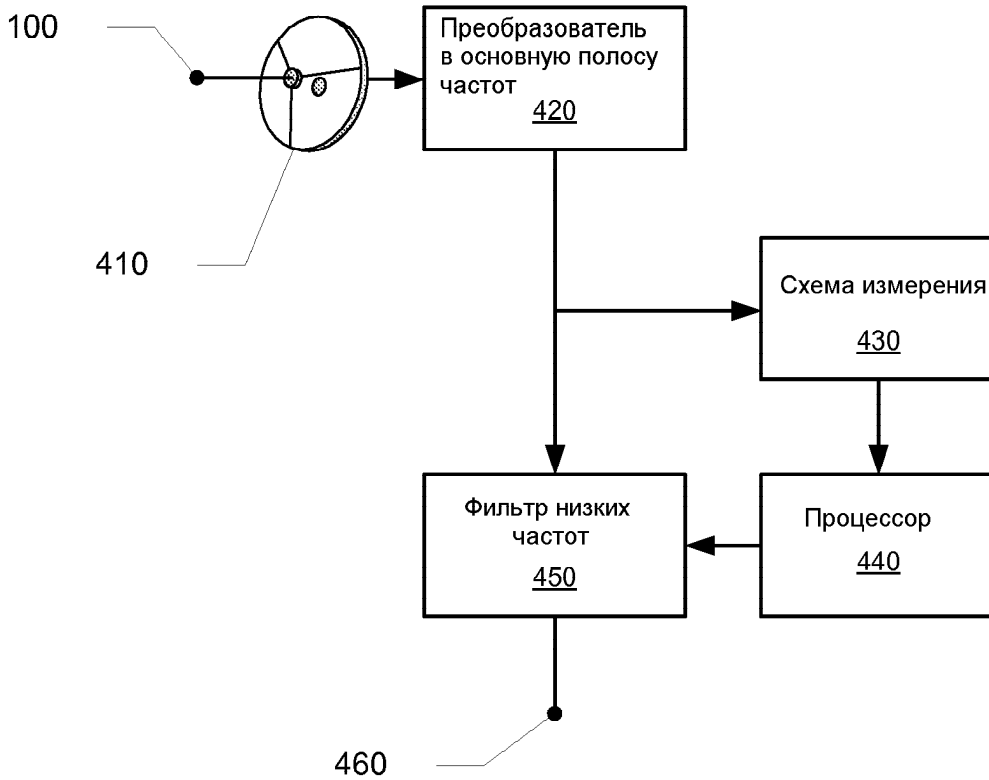 100
Преобразователь
в основную полосу
частот
420
410
Схема измерения
430
Фильтр низких
частот
450
Процессор
440
460